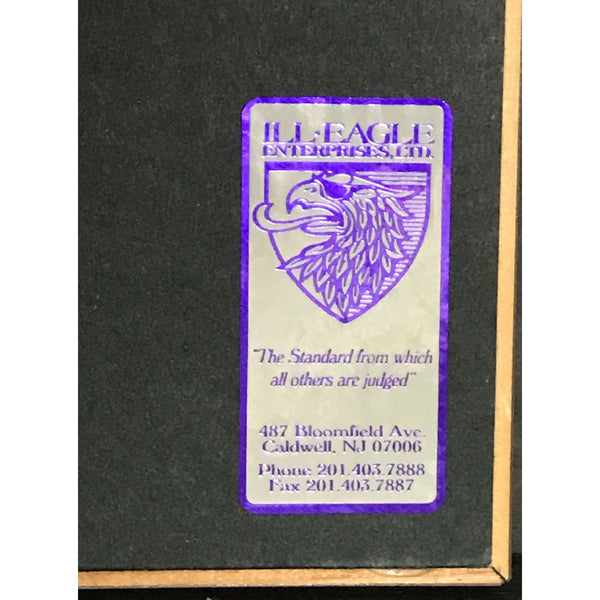 ILL-EAGLE
ENTERPRISES, LTD.
"The Standard from which
all others are judged"
487 Bloomfield Ave.
Caldwell, NJ 07006
Phone 201.403.7888
Fax 201.403.7887